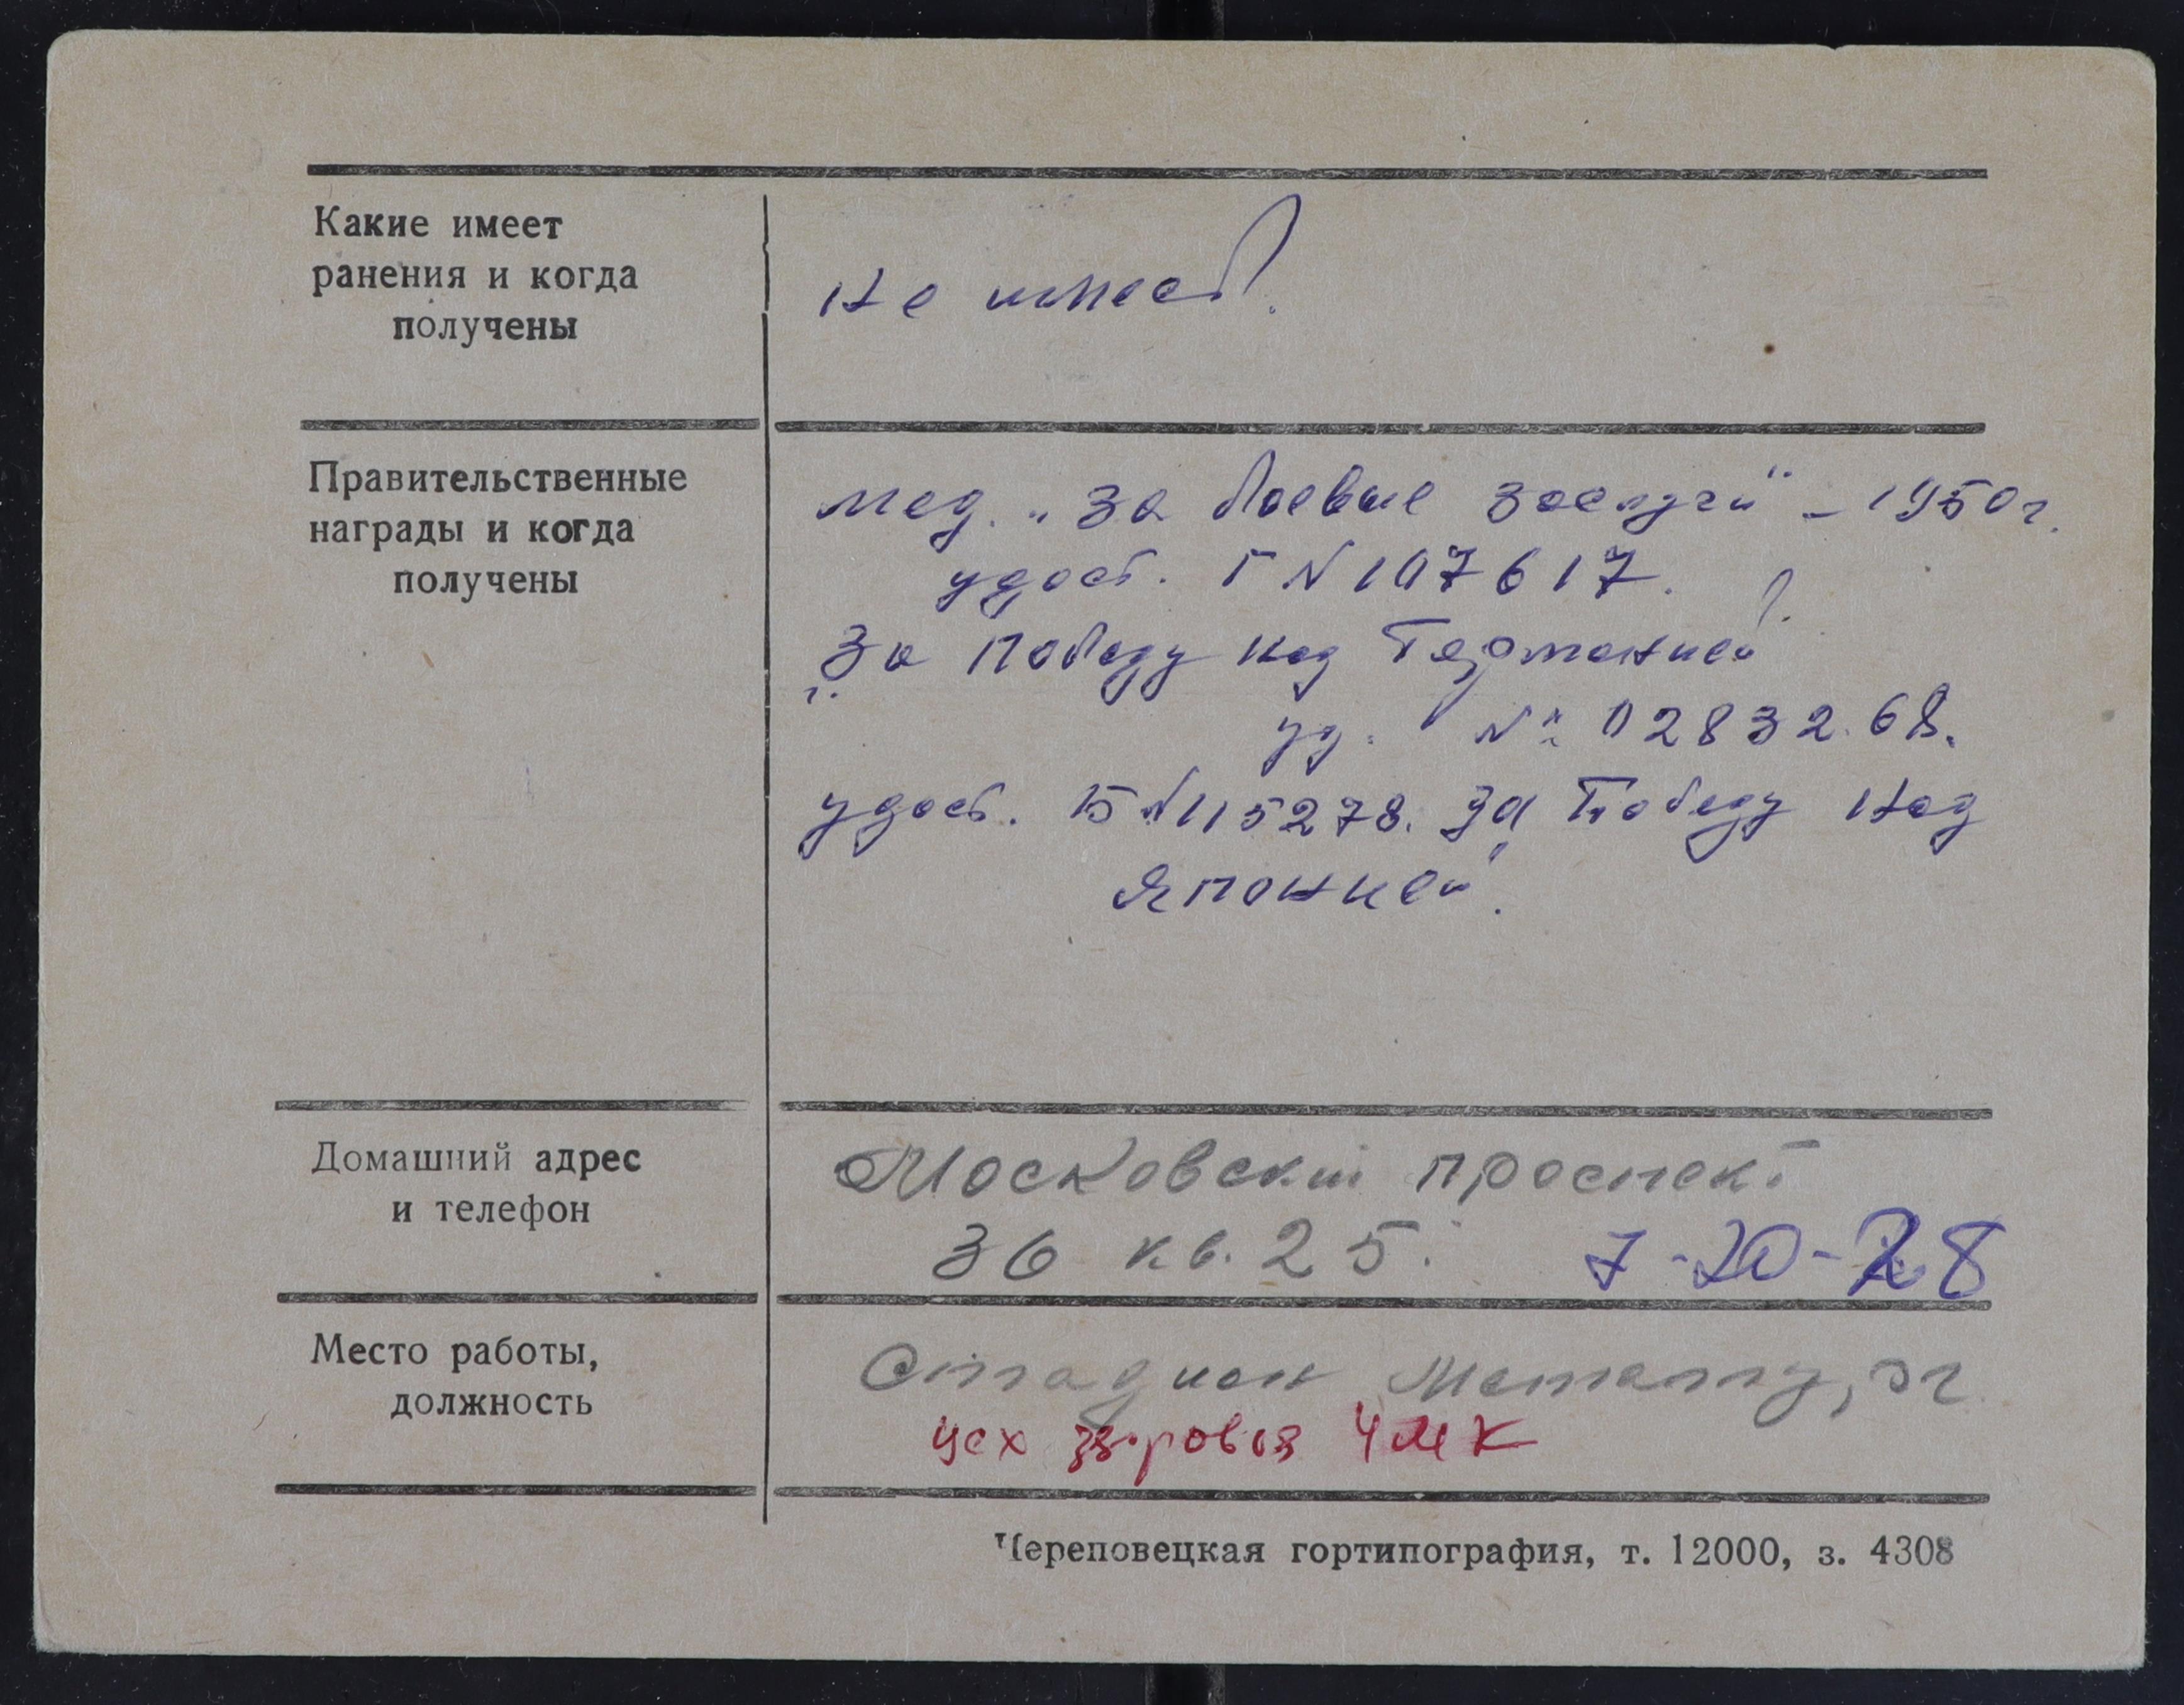 Какие имеет
ранения и когда
получены
не имеет.
Правительственные
награды и когда
получены
мед. „За боевые заслуги“ – 1950 г.
удост. Г № 107617.
„За Победу над Германией“
уд. № 0283268.
удост. Б № 115278. За Победу над
Японией“.
Домашний адрес
и телефон
Московский проспект
36 кв. 25. 7-20-28
Место работы,
должность
Стадион Металлург
цех здоровья ЧМК
Череповецкая гортипография, т. 12000, з. 4308